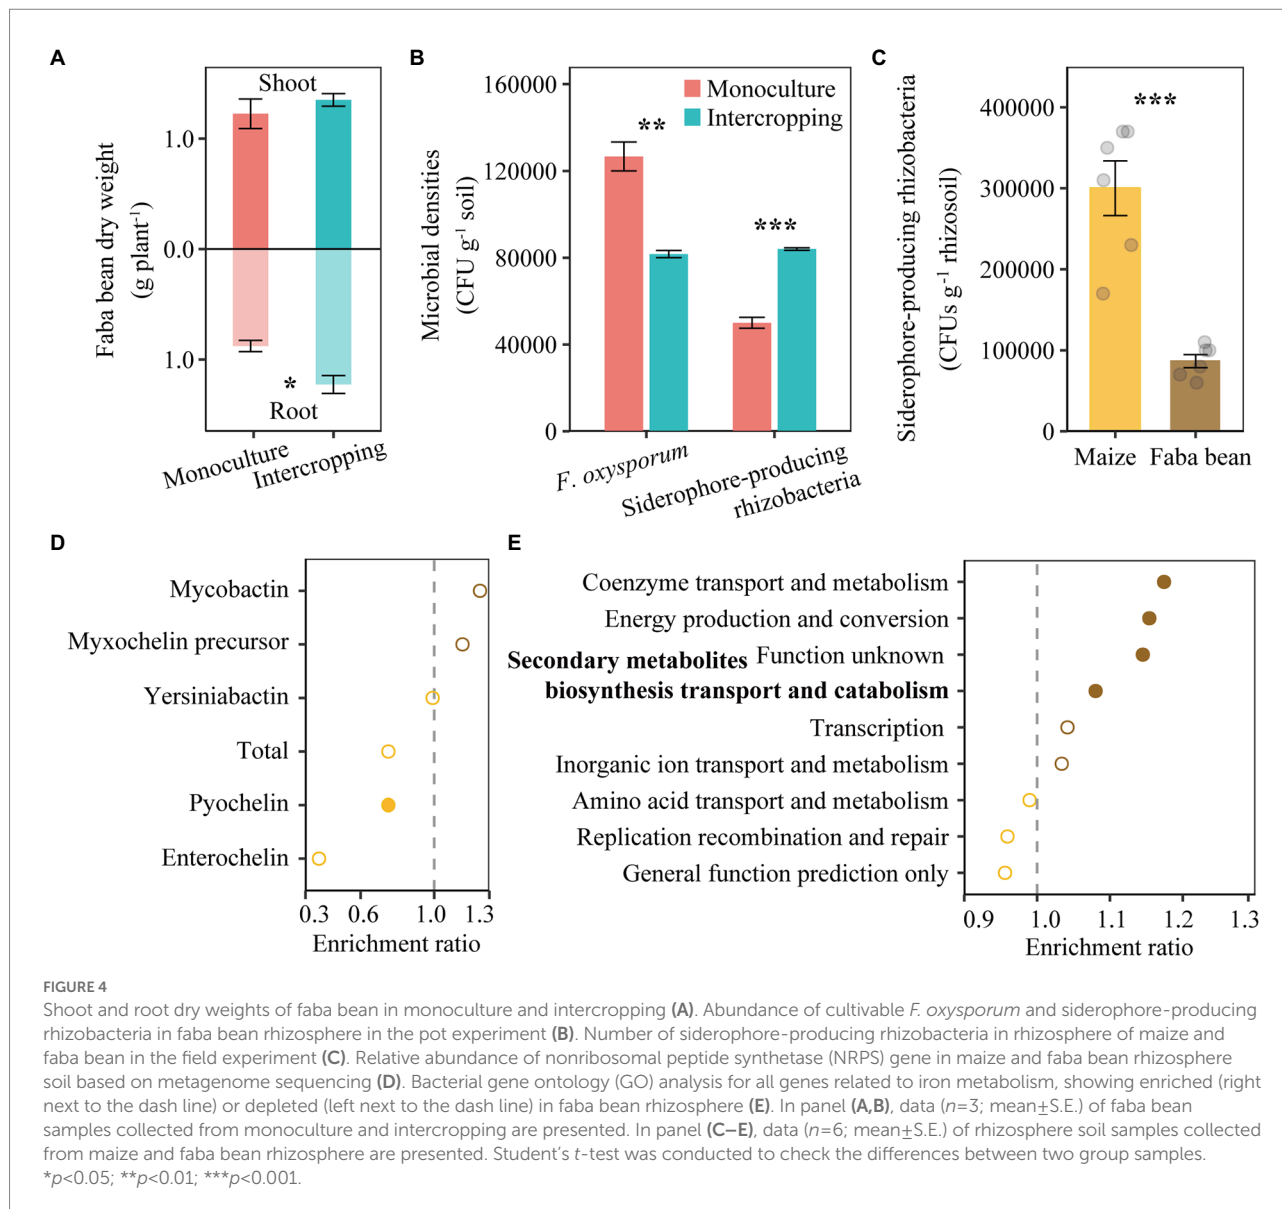 A
Shoot
1.0
0.0
1.0
Faba bean dry weight
(g plant⁻¹)
*
Root
Monoculture
Intercropping
B
160000
120000
80000
40000
0
Microbial densities
(CFU g⁻¹ soil)
Monoculture
Intercropping
**
***
F. oxysporum
Siderophore-producing
rhizobacteria
C
***
400000
300000
200000
100000
0
Siderophore-producing rhizobacteria
(CFUs g⁻¹ rhizosoil)
Maize
Faba bean
D
Mycobactin
Myxochelin precursor
Yersiniabactin
Total
Pyochelin
Enterochelin
0.3 0.6 1.0 1.3
Enrichment ratio
E
Coenzyme transport and metabolism
Energy production and conversion
Function unknown
Secondary metabolites
biosynthesis transport and catabolism
Transcription
Inorganic ion transport and metabolism
Amino acid transport and metabolism
Replication recombination and repair
General function prediction only
0.9 1.0 1.1 1.2 1.3
Enrichment ratio
FIGURE 4
Shoot and root dry weights of faba bean in monoculture and intercropping (A). Abundance of cultivable F. oxysporum and siderophore-producing
rhizobacteria in faba bean rhizosphere in the pot experiment (B). Number of siderophore-producing rhizobacteria in rhizosphere of maize and
faba bean in the field experiment (C). Relative abundance of nonribosomal peptide synthetase (NRPS) gene in maize and faba bean rhizosphere
soil based on metagenome sequencing (D). Bacterial gene ontology (GO) analysis for all genes related to iron metabolism, showing enriched (right
next to the dash line) or depleted (left next to the dash line) in faba bean rhizosphere (E). In panel (A,B), data (n=3; mean±S.E.) of faba bean
samples collected from monoculture and intercropping are presented. In panel (C–E), data (n=6; mean±S.E.) of rhizosphere soil samples collected
from maize and faba bean rhizosphere are presented. Student's t-test was conducted to check the differences between two group samples.
*p<0.05; **p<0.01; ***p<0.001.